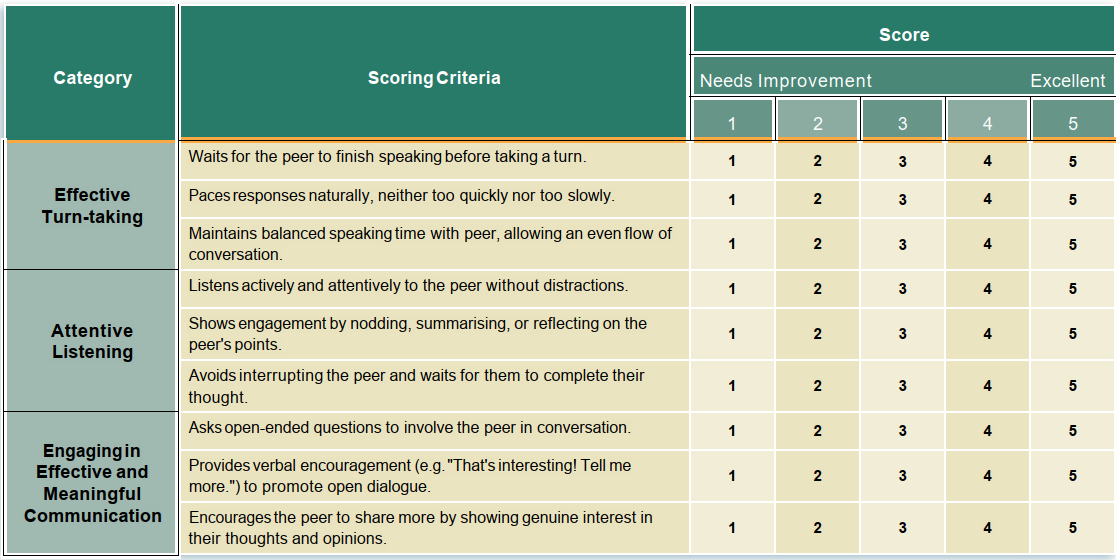 Category
Scoring Criteria
Score
Needs Improvement Excellent
1 2 3 4 5
Effective
Turn-taking
Waits for the peer to finish speaking before taking a turn.
1 2 3 4 5
Paces responses naturally, neither too quickly nor too slowly.
1 2 3 4 5
Maintains balanced speaking time with peer, allowing an even flow of
conversation.
1 2 3 4 5
Attentive
Listening
Listens actively and attentively to the peer without distractions.
1 2 3 4 5
Shows engagement by nodding, summarising, or reflecting on the
peer's points.
1 2 3 4 5
Avoids interrupting the peer and waits for them to complete their
thought.
1 2 3 4 5
Engaging in
Effective and
Meaningful
Communication
Asks open-ended questions to involve the peer in conversation.
1 2 3 4 5
Provides verbal encouragement (e.g. "That's interesting! Tell me
more.") to promote open dialogue.
1 2 3 4 5
Encourages the peer to share more by showing genuine interest in
their thoughts and opinions.
1 2 3 4 5